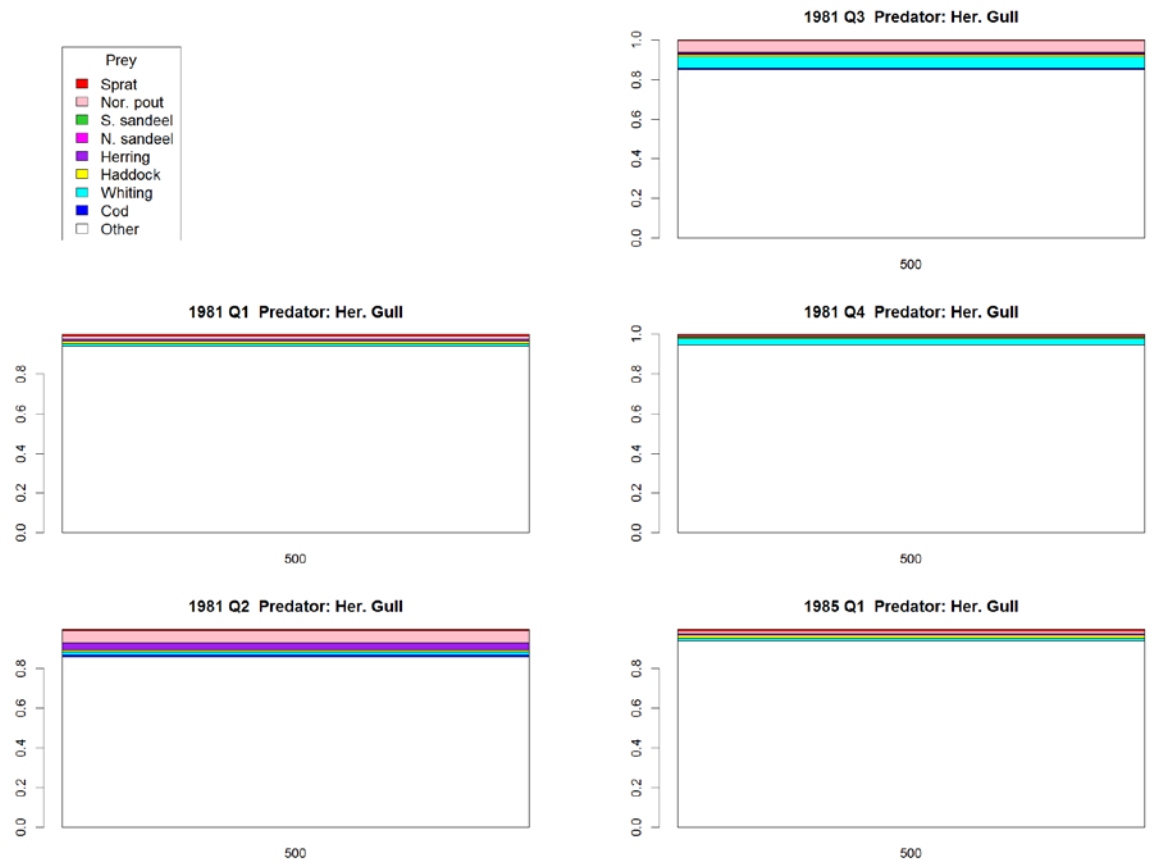 Prey
Sprat
Nor. pout
S. sandeel
N. sandeel
Herring
Haddock
Whiting
Cod
Other
1981 Q3 Predator: Her. Gull
1.0
0.8
0.6
0.4
0.2
0.0
500
1981 Q1 Predator: Her. Gull
0.8
0.6
0.4
0.2
0.0
500
1981 Q4 Predator: Her. Gull
1.0
0.8
0.6
0.4
0.2
0.0
500
1981 Q2 Predator: Her. Gull
0.8
0.6
0.4
0.2
0.0
500
1985 Q1 Predator: Her. Gull
0.8
0.6
0.4
0.2
0.0
500